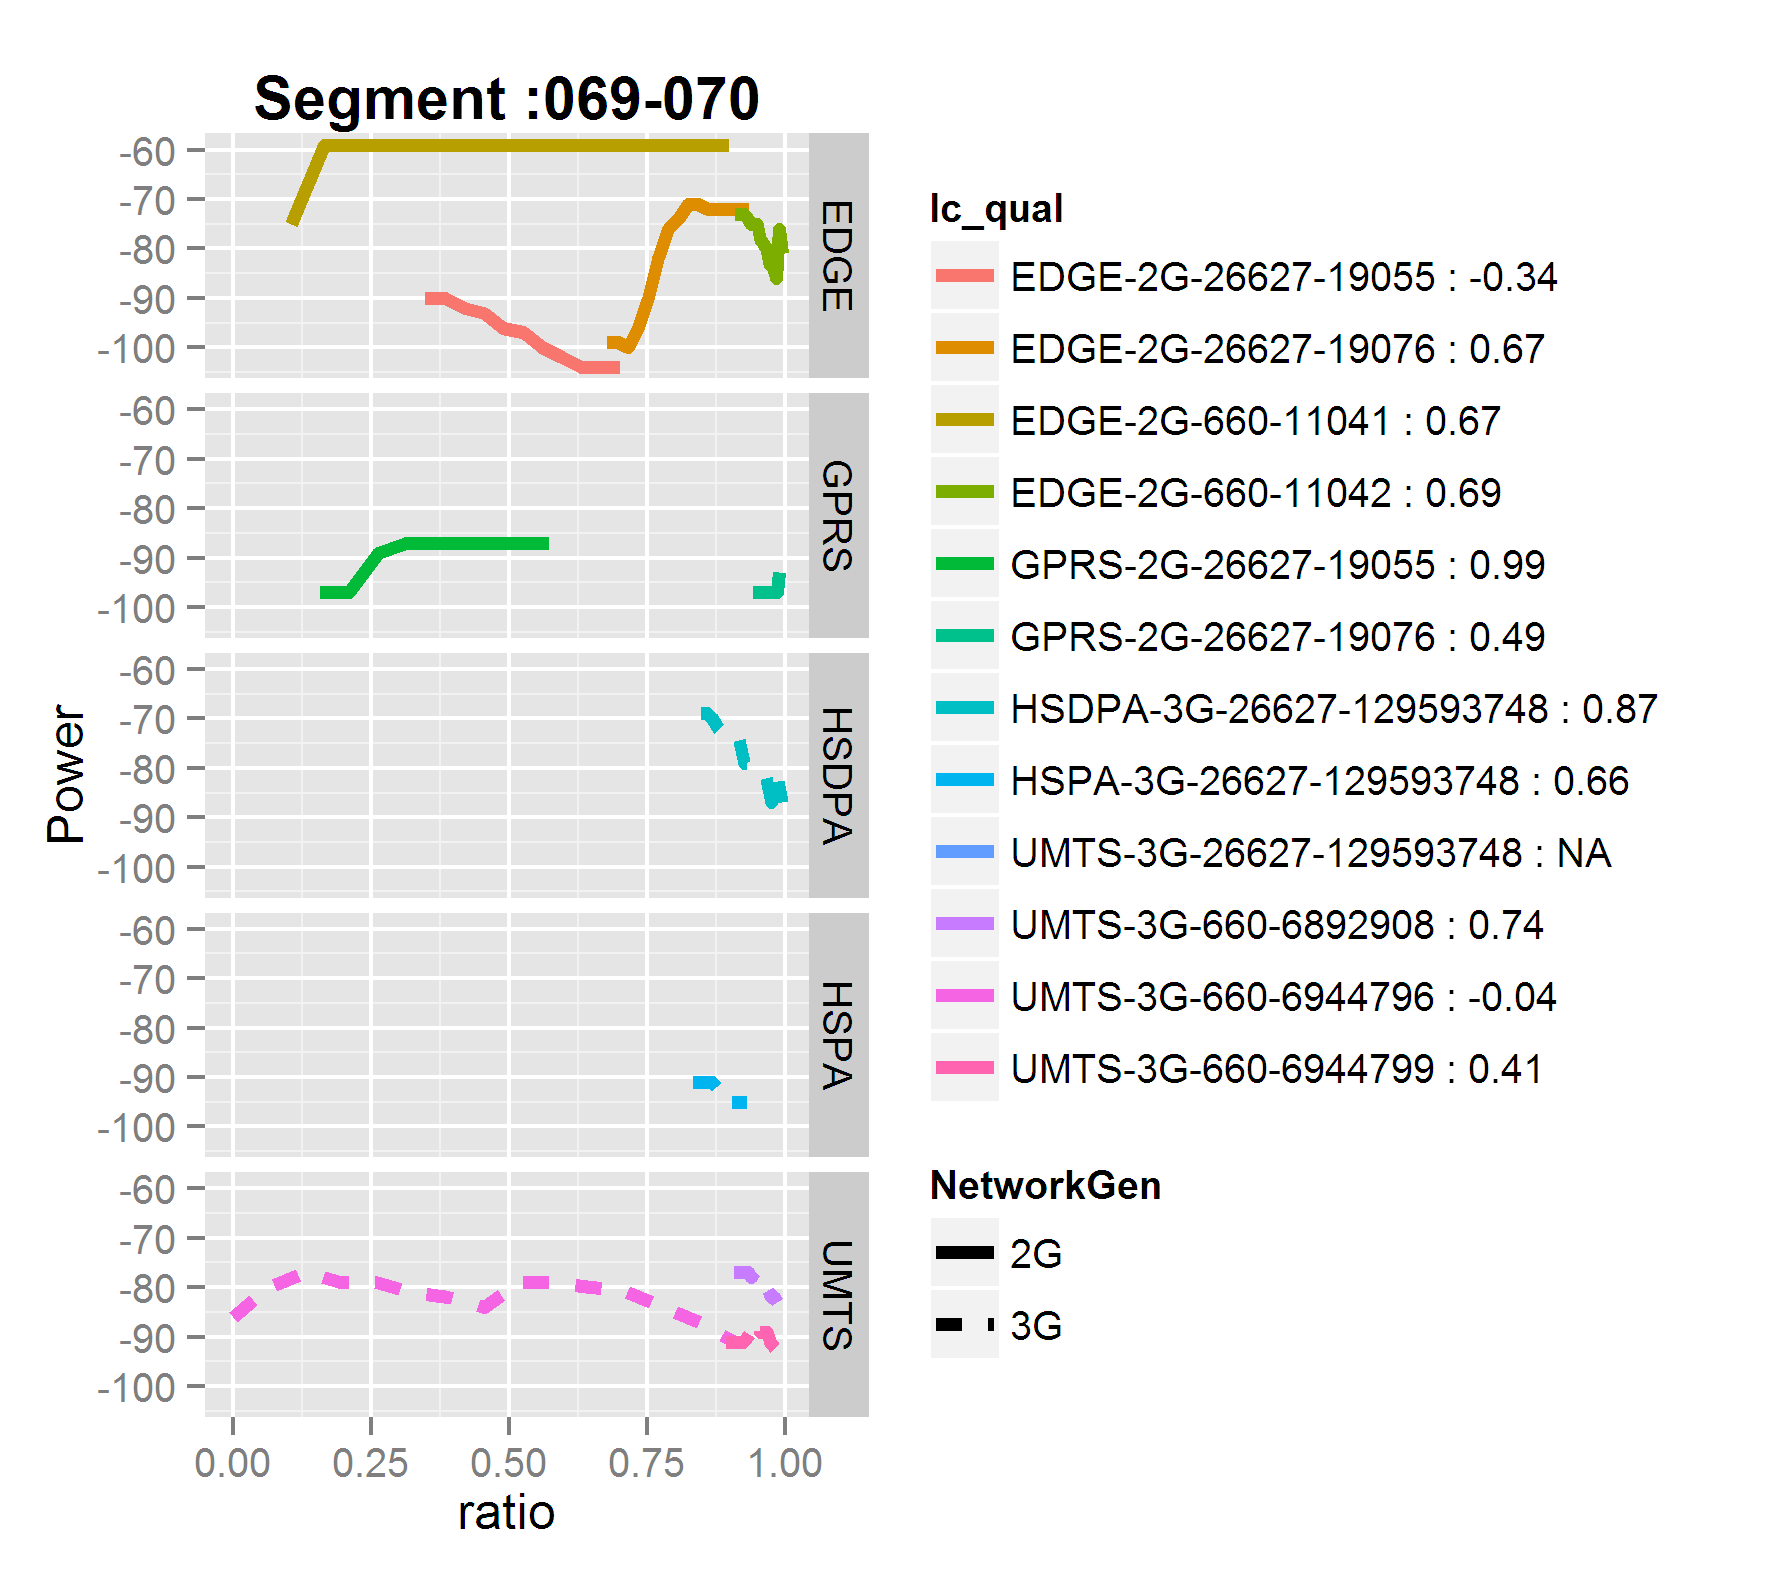 Segment :069-070
-60
-70
-80
-90
-100
EDGE
-60
-70
-80
-90
-100
GPRS
-60
-70
-80
-90
-100
HSDPA
-60
-70
-80
-90
-100
HSPA
-60
-70
-80
-90
-100
UMTS
Power
0.00 0.25 0.50 0.75 1.00
ratio
lc_qual
EDGE-2G-26627-19055 : -0.34
EDGE-2G-26627-19076 : 0.67
EDGE-2G-660-11041 : 0.67
EDGE-2G-660-11042 : 0.69
GPRS-2G-26627-19055 : 0.99
GPRS-2G-26627-19076 : 0.49
HSDPA-3G-26627-129593748 : 0.87
HSPA-3G-26627-129593748 : 0.66
UMTS-3G-26627-129593748 : NA
UMTS-3G-660-6892908 : 0.74
UMTS-3G-660-6944796 : -0.04
UMTS-3G-660-6944799 : 0.41
NetworkGen
2G
3G